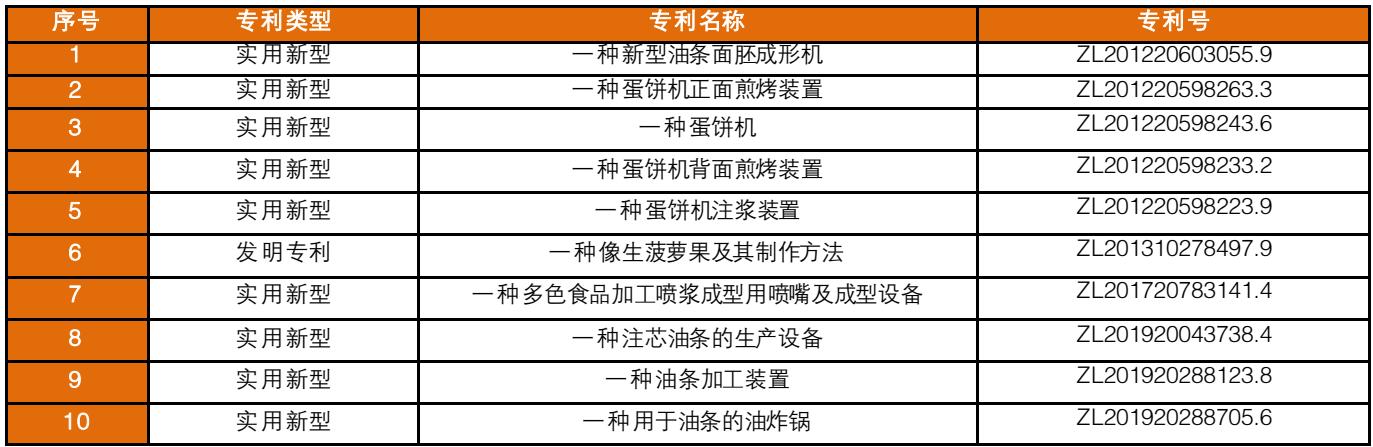 序号 专利类型 专利名称 专利号
1 实用新型 一种新型油条面胚成形机 ZL201220603055.9
2 实用新型 一种蛋饼机正面煎烤装置 ZL201220598263.3
3 实用新型 一种蛋饼机 ZL201220598243.6
4 实用新型 一种蛋饼机背面煎烤装置 ZL201220598233.2
5 实用新型 一种蛋饼机注浆装置 ZL201220598223.9
6 发明专利 一种像生菠萝果及其制作方法 ZL201310278497.9
7 实用新型 一种多色食品加工喷浆成型用喷嘴及成型设备 ZL201720783141.4
8 实用新型 一种注芯油条的生产设备 ZL201920043738.4
9 实用新型 一种油条加工装置 ZL201920288123.8
10 实用新型 一种用于油条的油炸锅 ZL201920288705.6